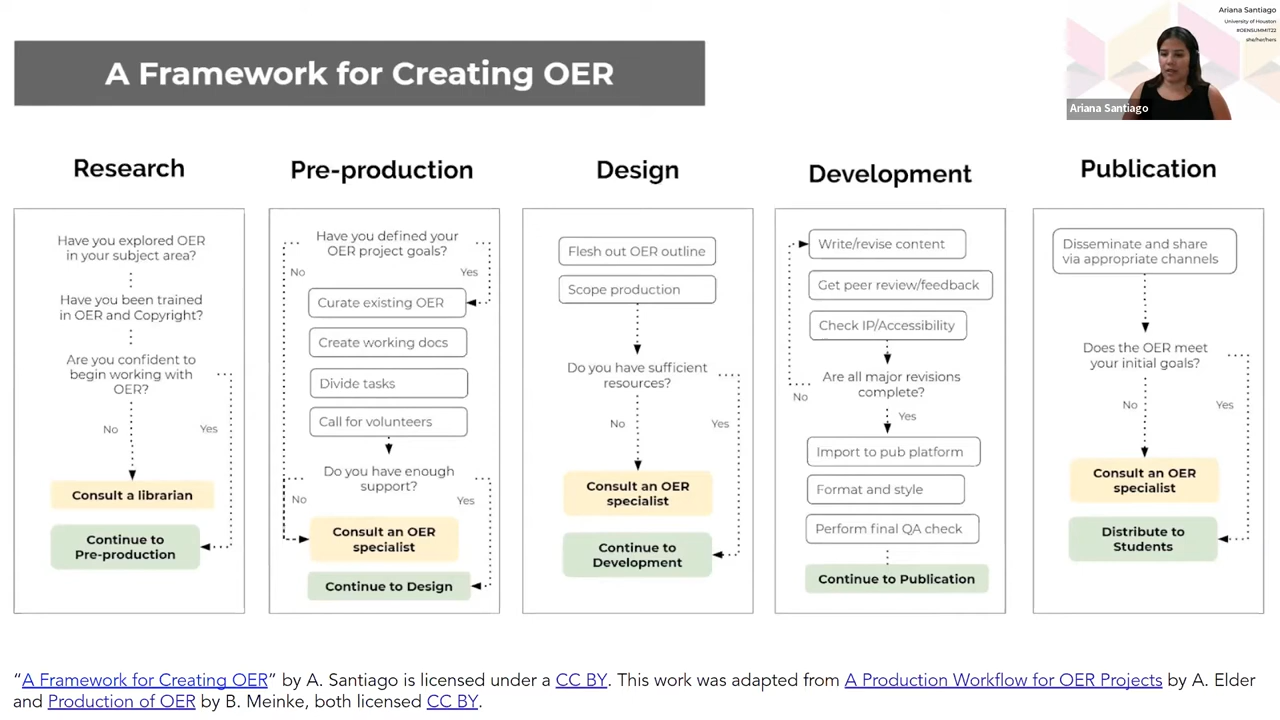 Ariana Santiago
University of Houston
#OENSUMMIT22
she/her/hers
Ariana Santiago
A Framework for Creating OER
Research
Have you explored OER
in your subject area?
Have you been trained
in OER and Copyright?
Are you confident to
begin working with
OER?
No
Yes
Consult a librarian
Continue to
Pre-production
Pre-production
Have you defined your
OER project goals?
No
Yes
Curate existing OER
Create working docs
Divide tasks
Call for volunteers
Do you have enough
support?
No
Yes
Consult an OER
specialist
Continue to Design
Design
Flesh out OER outline
Scope production
Do you have sufficient
resources?
No
Yes
Consult an OER
specialist
Continue to
Development
Development
Write/revise content
Get peer review/feedback
Check IP/Accessibility
Are all major revisions
complete?
No
Yes
Import to pub platform
Format and style
Perform final QA check
Continue to Publication
Publication
Disseminate and share
via appropriate channels
Does the OER meet
your initial goals?
No
Yes
Consult an OER
specialist
Distribute to
Students
“A Framework for Creating OER” by A. Santiago is licensed under a CC BY. This work was adapted from A Production Workflow for OER Projects by A. Elder
and Production of OER by B. Meinke, both licensed CC BY.